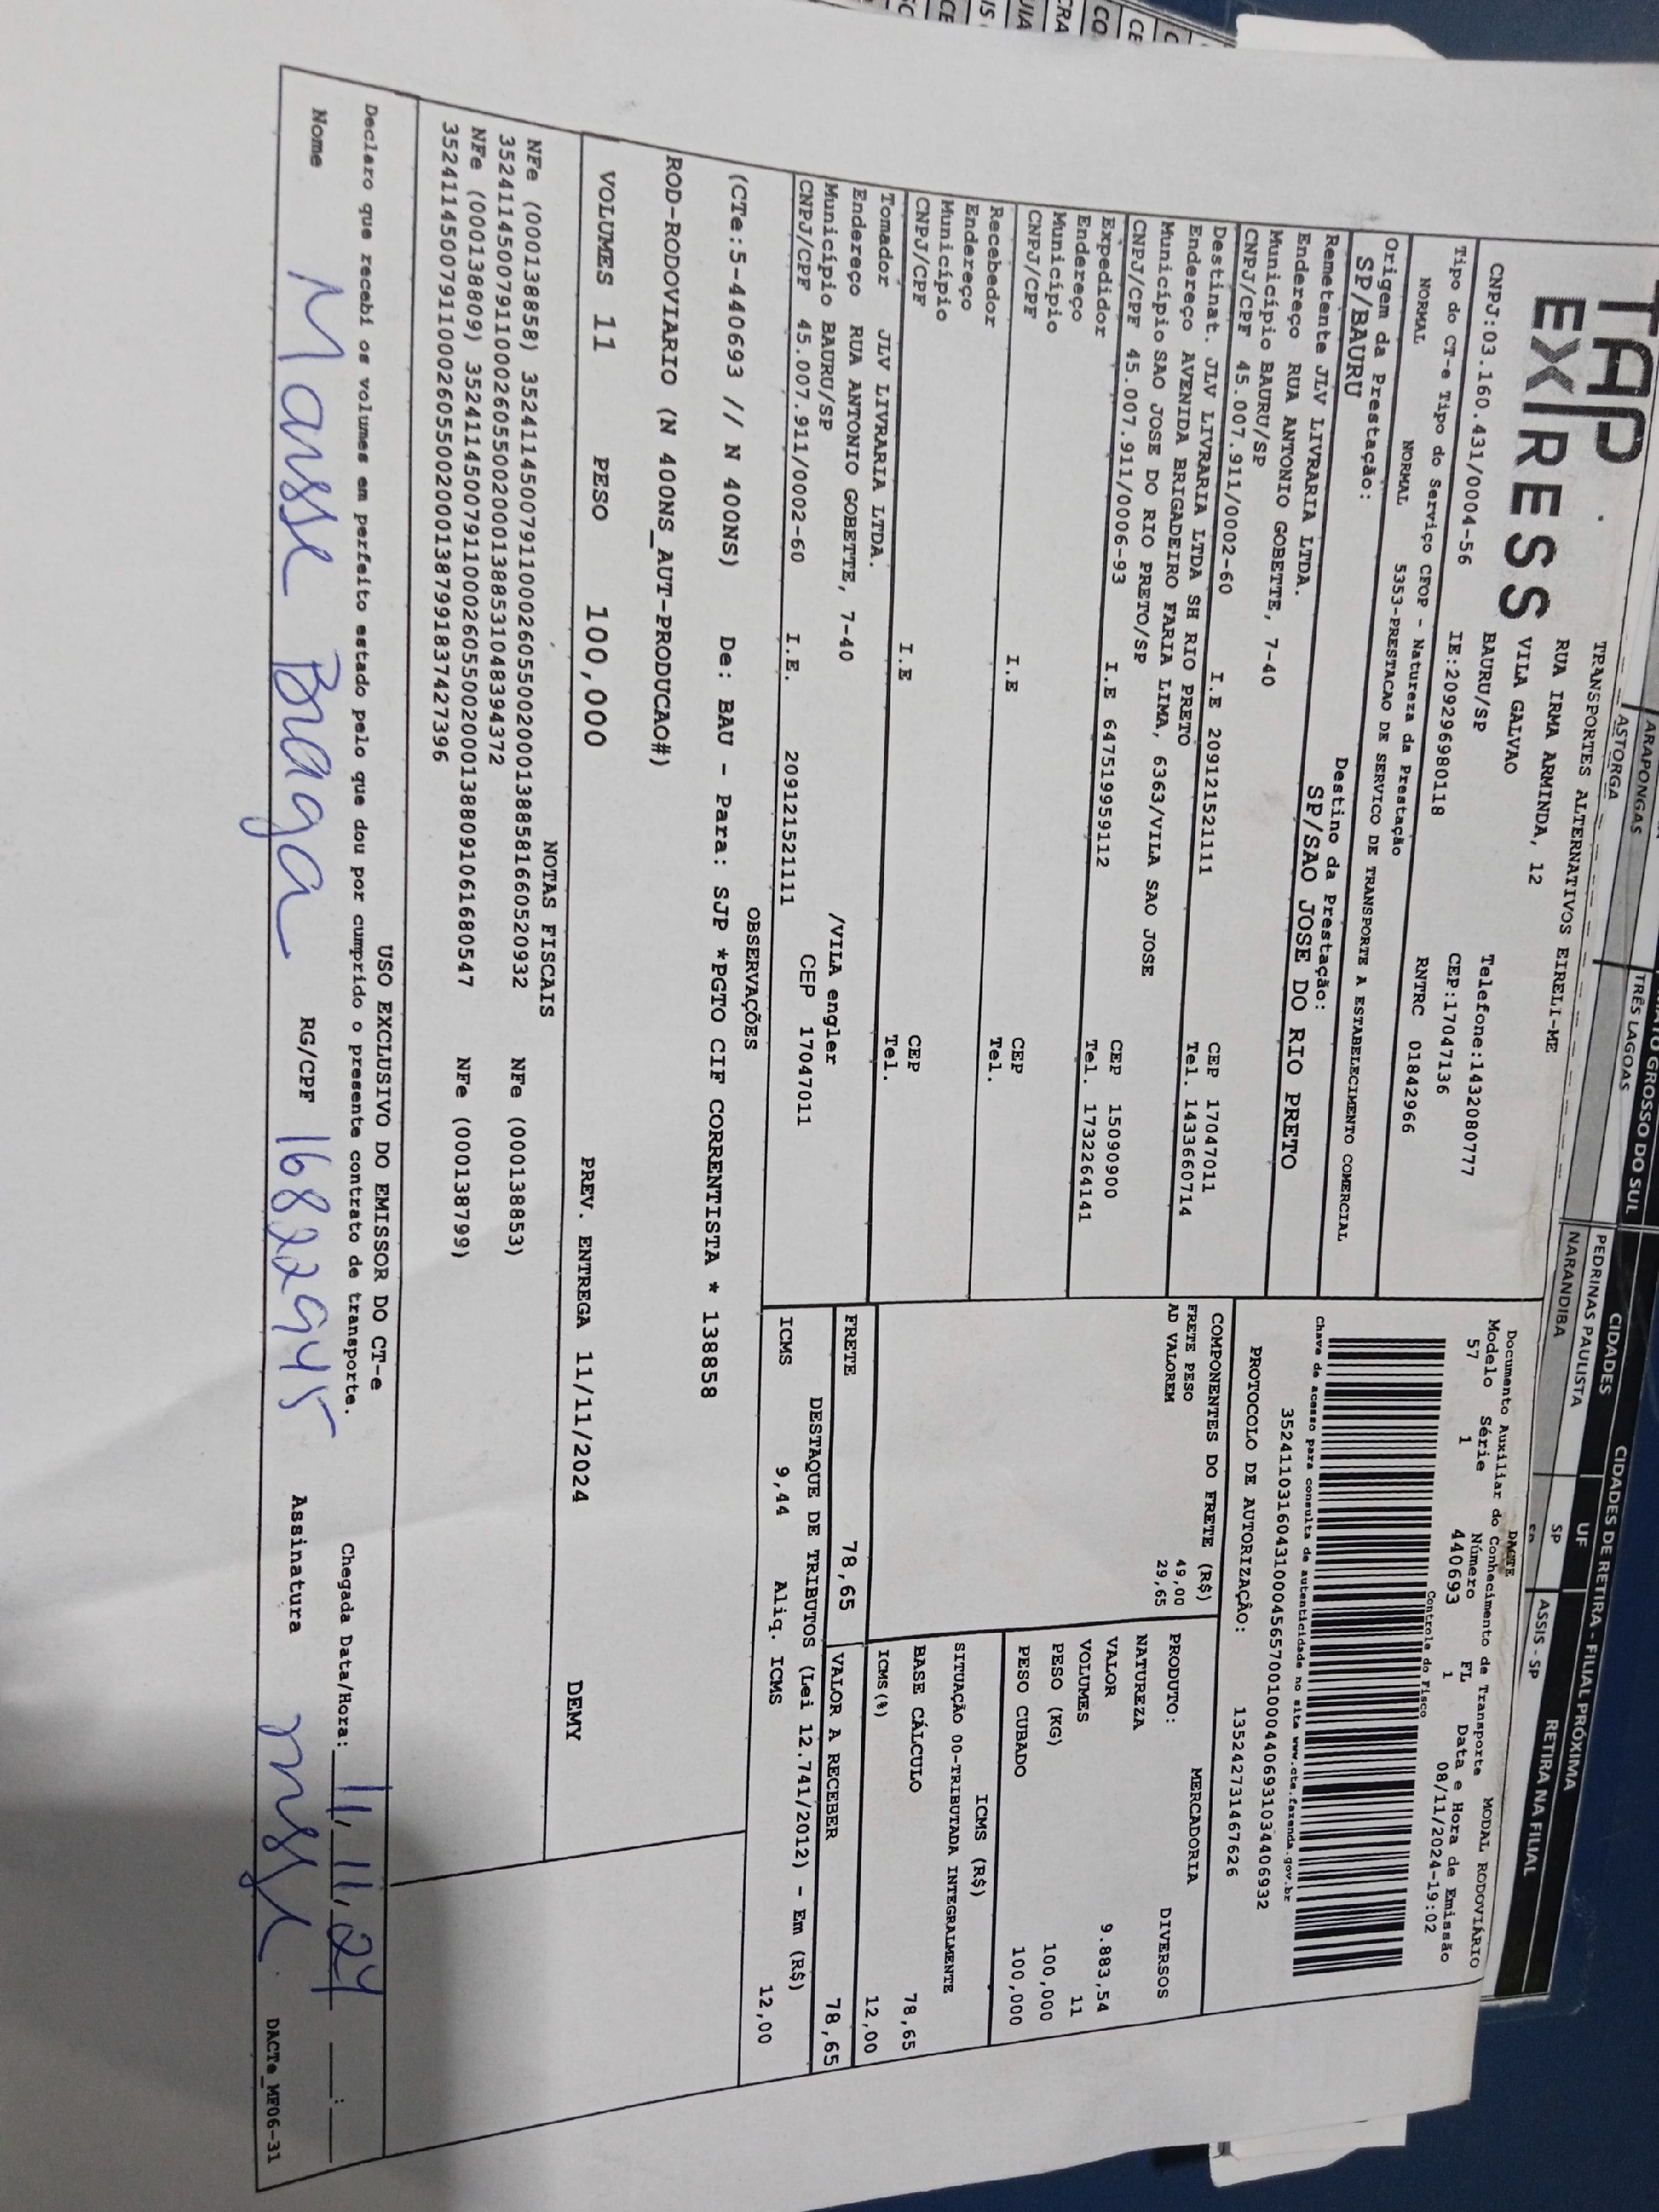 ARAPONGAS
ASTORGA
MATO GROSSO DO SUL
TRÊS LAGOAS
CIDADES
PEDRINAS PAULISTA
NARANDIBA
CIDADES DE RETIRA - FILIAL PRÓXIMA
UF
RETIRA NA FILIAL
SP
ASSIS - SP
TAP
EXPRESS
TRANSPORTES ALTERNATIVOS EIRELI-ME
RUA IRMA ARMINDA, 12
VILA GALVAO
BAURU/SP
Telefone:1432080777
CNPJ:03.160.431/0004-56
IE:209296980118
CEP:17047136
RNTRC 01842966
Tipo do CT-e Tipo do Serviço CFOP - Natureza da Prestação
NORMAL NORMAL 5353-PRESTACAO DE SERVICO DE TRANSPORTE A ESTABELECIMENTO COMERCIAL
Origem da Prestação: Destino da Prestação:
SP/BAURU SP/SAO JOSE DO RIO PRETO
DACTE
Documento Auxiliar do Conhecimento de Transporte MODAL RODOVIÁRIO
Modelo Série Número FL Data e Hora de Emissão
57 1 440693 1 08/11/2024-19:02
Controle do Fisco
Chave de acesso para consulta de autenticidade no site www.cte.fazenda.gov.br
35241103160431000456570010004406931034406932
PROTOCOLO DE AUTORIZAÇÃO: 135242731467626
Remetente JLV LIVRARIA LTDA.
Endereço RUA ANTONIO GOBETTE, 7-40
Município BAURU/SP CEP 17047011
CNPJ/CPF 45.007.911/0002-60 I.E 209121521111 Tel. 1433660714
Destinat. JLV LIVRARIA LTDA SH RIO PRETO
Endereço AVENIDA BRIGADEIRO FARIA LIMA, 6363/VILA SAO JOSE
Município SAO JOSE DO RIO PRETO/SP CEP 15090900
CNPJ/CPF 45.007.911/0006-93 I.E 647519959112 Tel. 1732264141
Expedidor
Endereço
Município CEP
CNPJ/CPF I.E Tel.
Recebedor
Endereço
Município CEP
CNPJ/CPF I.E Tel.
Tomador JLV LIVRARIA LTDA.
Endereço RUA ANTONIO GOBETTE, 7-40 /VILA engler
Município BAURU/SP CEP 17047011
CNPJ/CPF 45.007.911/0002-60 I.E. 209121521111
COMPONENTES DO FRETE (R$)
FRETE PESO 49,00
AD VALOREM 29,65
PRODUTO: MERCADORIA
NATUREZA DIVERSOS
VALOR 9.883,54
VOLUMES 11
PESO (KG) 100,000
PESO CUBADO 100,000
ICMS (R$)
SITUAÇÃO 00-TRIBUTADA INTEGRALMENTE
BASE CÁLCULO 78,65
ICMS(%) 12,00
FRETE 78,65 VALOR A RECEBER 78,65
DESTAQUE DE TRIBUTOS (Lei 12.741/2012) - Em (R$)
ICMS 9,44 Aliq. ICMS 12,00
OBSERVAÇÕES
(CTe:5-440693 // N 400NS) De: BAU - Para: SJP *PGTO CIF CORRENTISTA * 138858
ROD-RODOVIARIO (N 400NS_AUT-PRODUCAO#)
VOLUMES 11 PESO 100,000 PREV. ENTREGA 11/11/2024 DEMY
NOTAS FISCAIS
NFe (000138858) 35241145007911000260550020001388581660520932 NFe (000138853)
35241145007911000260550020001388531048394372
NFe (000138809) 35241145007911000260550020001388091061680547 NFe (000138799)
35241145007911000260550020001387991837427396
USO EXCLUSIVO DO EMISSOR DO CT-e
Declaro que recebi os volumes em perfeito estado pelo que dou por cumprido o presente contrato de transporte.
Chegada Data/Hora: 11/11/24 __:__
Nome Braga RG/CPF 16822945 Assinatura
DACTe_MF06-31